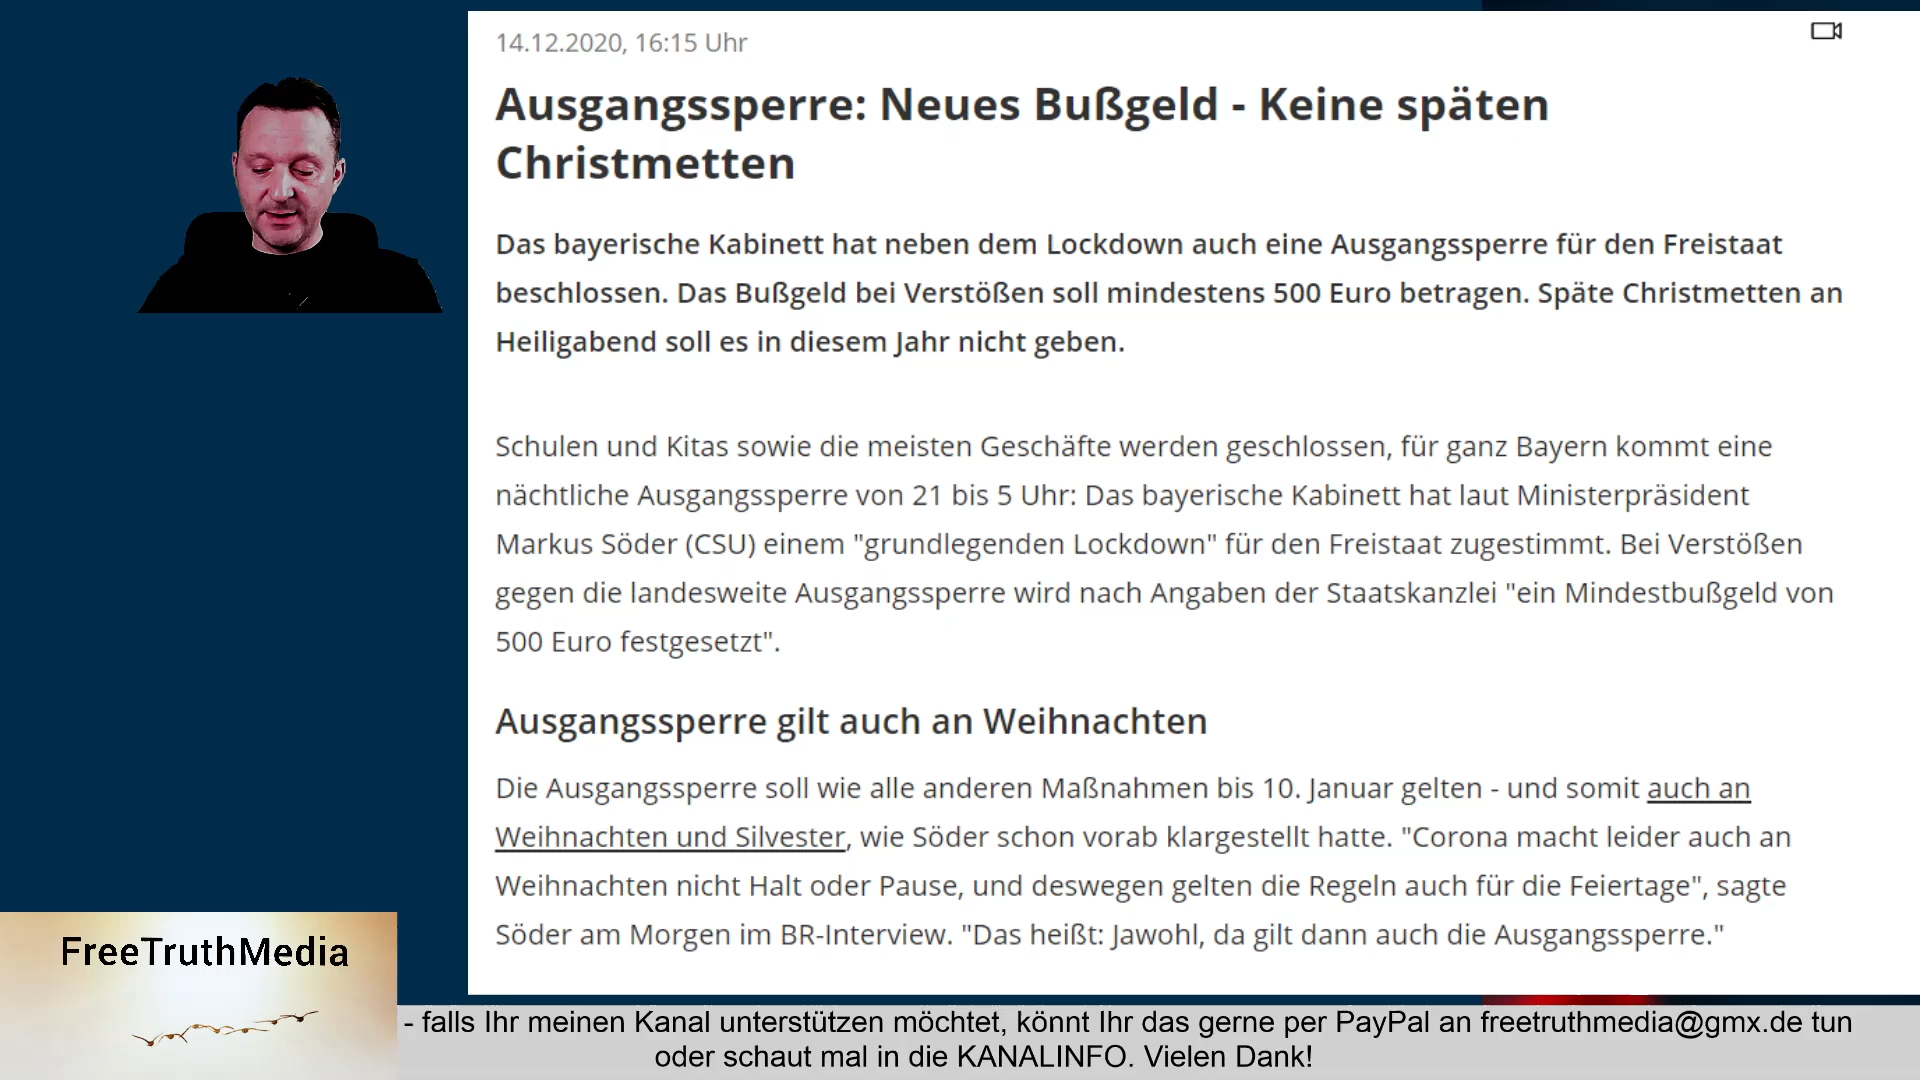 14.12.2020, 16:15 Uhr
Ausgangssperre: Neues Bußgeld - Keine späten
Christmetten
Das bayerische Kabinett hat neben dem Lockdown auch eine Ausgangssperre für den Freistaat
beschlossen. Das Bußgeld bei Verstößen soll mindestens 500 Euro betragen. Späte Christmetten an
Heiligabend soll es in diesem Jahr nicht geben.
Schulen und Kitas sowie die meisten Geschäfte werden geschlossen, für ganz Bayern kommt eine
nächtliche Ausgangssperre von 21 bis 5 Uhr: Das bayerische Kabinett hat laut Ministerpräsident
Markus Söder (CSU) einem "grundlegenden Lockdown" für den Freistaat zugestimmt. Bei Verstößen
gegen die landesweite Ausgangssperre wird nach Angaben der Staatskanzlei "ein Mindestbußgeld von
500 Euro festgesetzt".
Ausgangssperre gilt auch an Weihnachten
Die Ausgangssperre soll wie alle anderen Maßnahmen bis 10. Januar gelten - und somit auch an
Weihnachten und Silvester, wie Söder schon vorab klargestellt hatte. "Corona macht leider auch an
Weihnachten nicht Halt oder Pause, und deswegen gelten die Regeln auch für die Feiertage", sagte
Söder am Morgen im BR-Interview. "Das heißt: Jawohl, da gilt dann auch die Ausgangssperre."
FreeTruthMedia
- falls Ihr meinen Kanal unterstützen möchtet, könnt Ihr das gerne per PayPal an freetruthmedia@gmx.de tun
oder schaut mal in die KANALINFO. Vielen Dank!